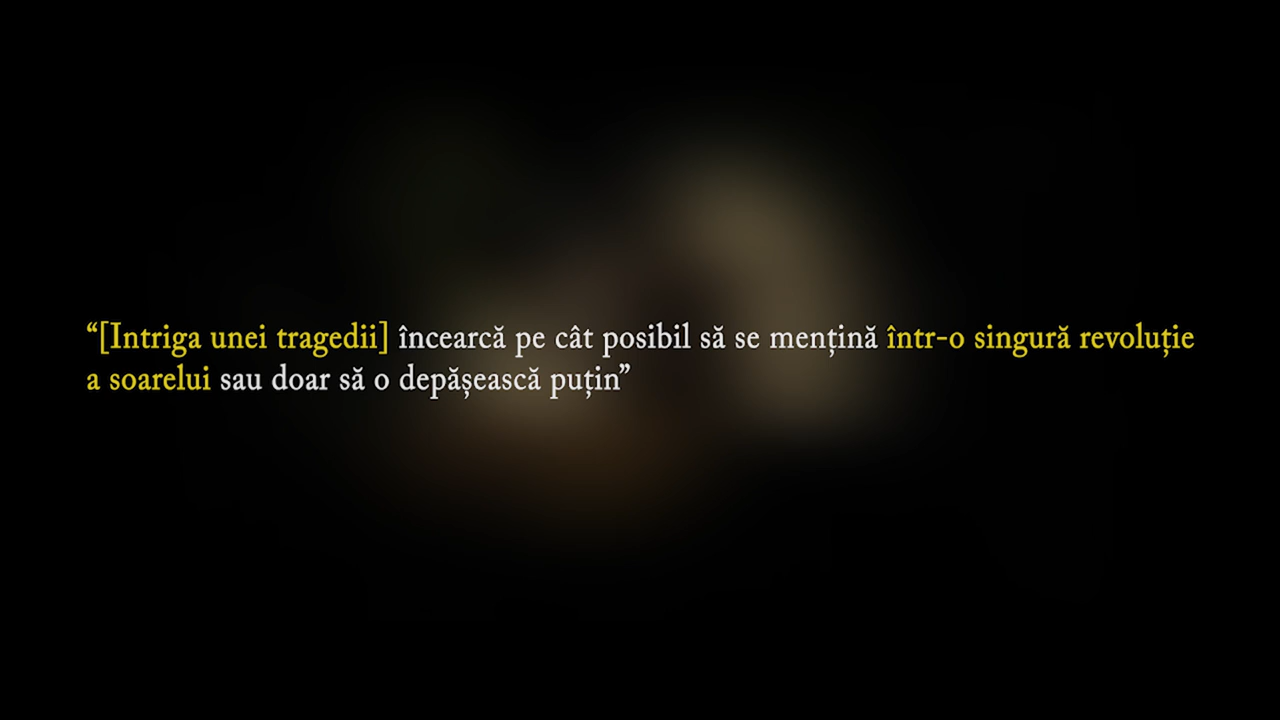 “[Intriga unei tragedii] încearcă pe cât posibil să se mențină într-o singură revoluție
a soarelui sau doar să o depășească puțin”